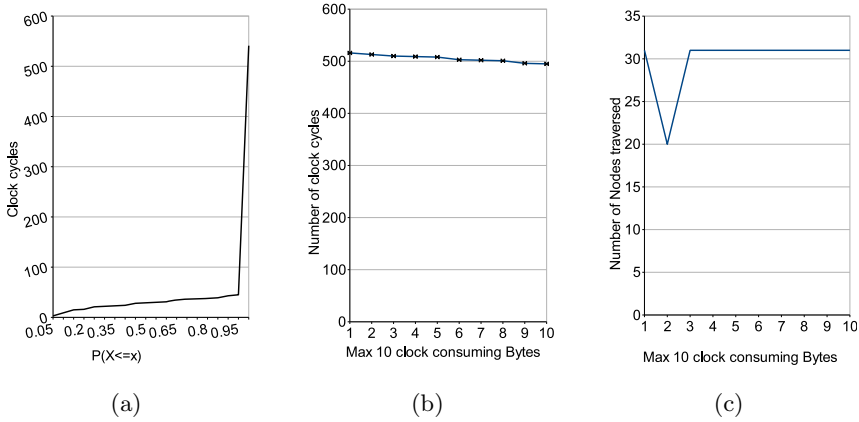 600
500
400
300
200
100
0
Clock cycles
0.05
0.2
0.35
0.5
0.65
0.8
0.95
P(X<=x)
(a)
600
500
400
300
200
100
0
Number of clock cycles
1 2 3 4 5 6 7 8 9 10
Max 10 clock consuming Bytes
(b)
35
30
25
20
15
10
5
0
Number of Nodes traversed
1 2 3 4 5 6 7 8 9 10
Max 10 clock consuming Bytes
(c)